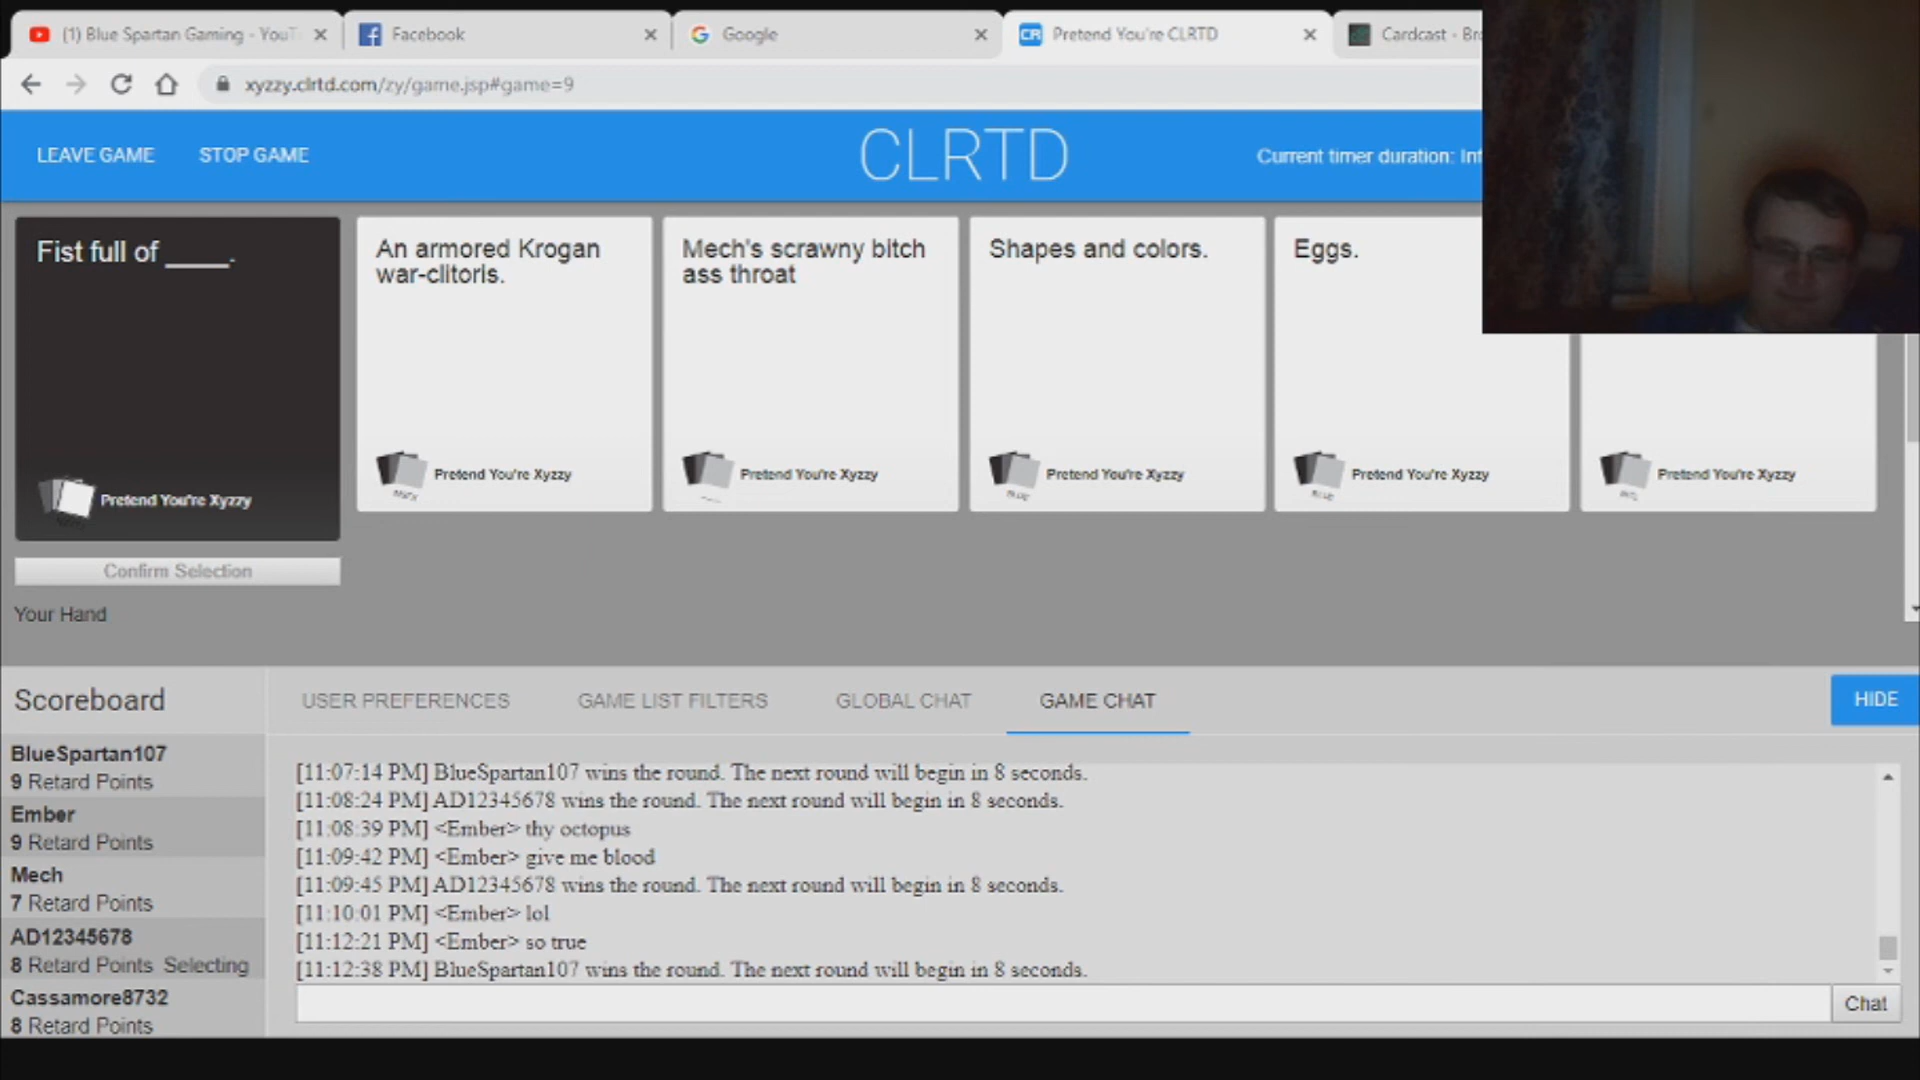 (1) Blue Spartan Gaming - YouT
Facebook
Google
Pretend You're CLRTD
Cardcast - Bro
xyzzy.clrtd.com/zy/game.jsp#game=9
LEAVE GAME
STOP GAME
CLRTD
Current timer duration: Inf
Fist full of ____.
Pretend You're Xyzzy
An armored Krogan
war-clitoris.
Pretend You're Xyzzy
Mech's scrawny bitch
ass throat
Pretend You're Xyzzy
Shapes and colors.
Pretend You're Xyzzy
Eggs.
Pretend You're Xyzzy
Pretend You're Xyzzy
Confirm Selection
Your Hand
Scoreboard
BlueSpartan107
9 Retard Points
Ember
9 Retard Points
Mech
7 Retard Points
AD12345678
8 Retard Points Selecting
Cassamore8732
8 Retard Points
USER PREFERENCES
GAME LIST FILTERS
GLOBAL CHAT
GAME CHAT
HIDE
[11:07:14 PM] BlueSpartan107 wins the round. The next round will begin in 8 seconds.
[11:08:24 PM] AD12345678 wins the round. The next round will begin in 8 seconds.
[11:08:39 PM] <Ember> thy octopus
[11:09:42 PM] <Ember> give me blood
[11:09:45 PM] AD12345678 wins the round. The next round will begin in 8 seconds.
[11:10:01 PM] <Ember> lol
[11:12:21 PM] <Ember> so true
[11:12:38 PM] BlueSpartan107 wins the round. The next round will begin in 8 seconds.
Chat